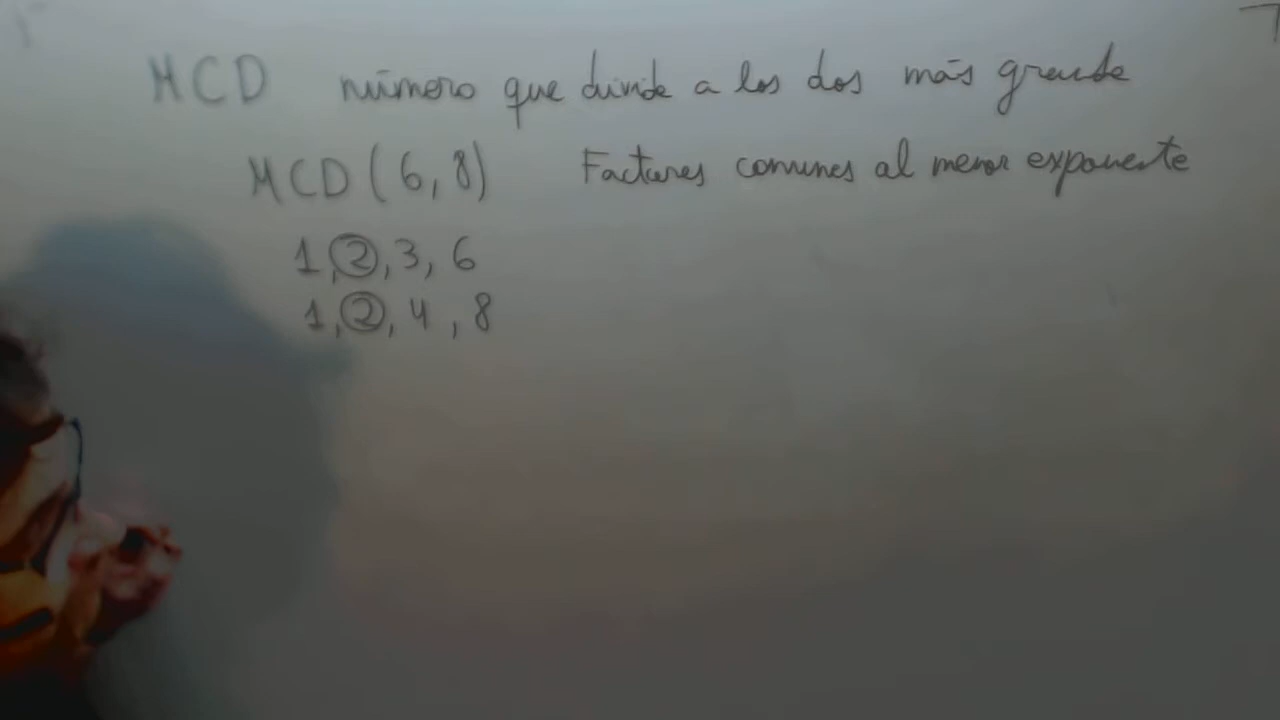 MCD número que divide a los dos más grande
MCD (6,8) Factores comunes al menor exponente
1, 2, 3, 6
1, 2, 4, 8